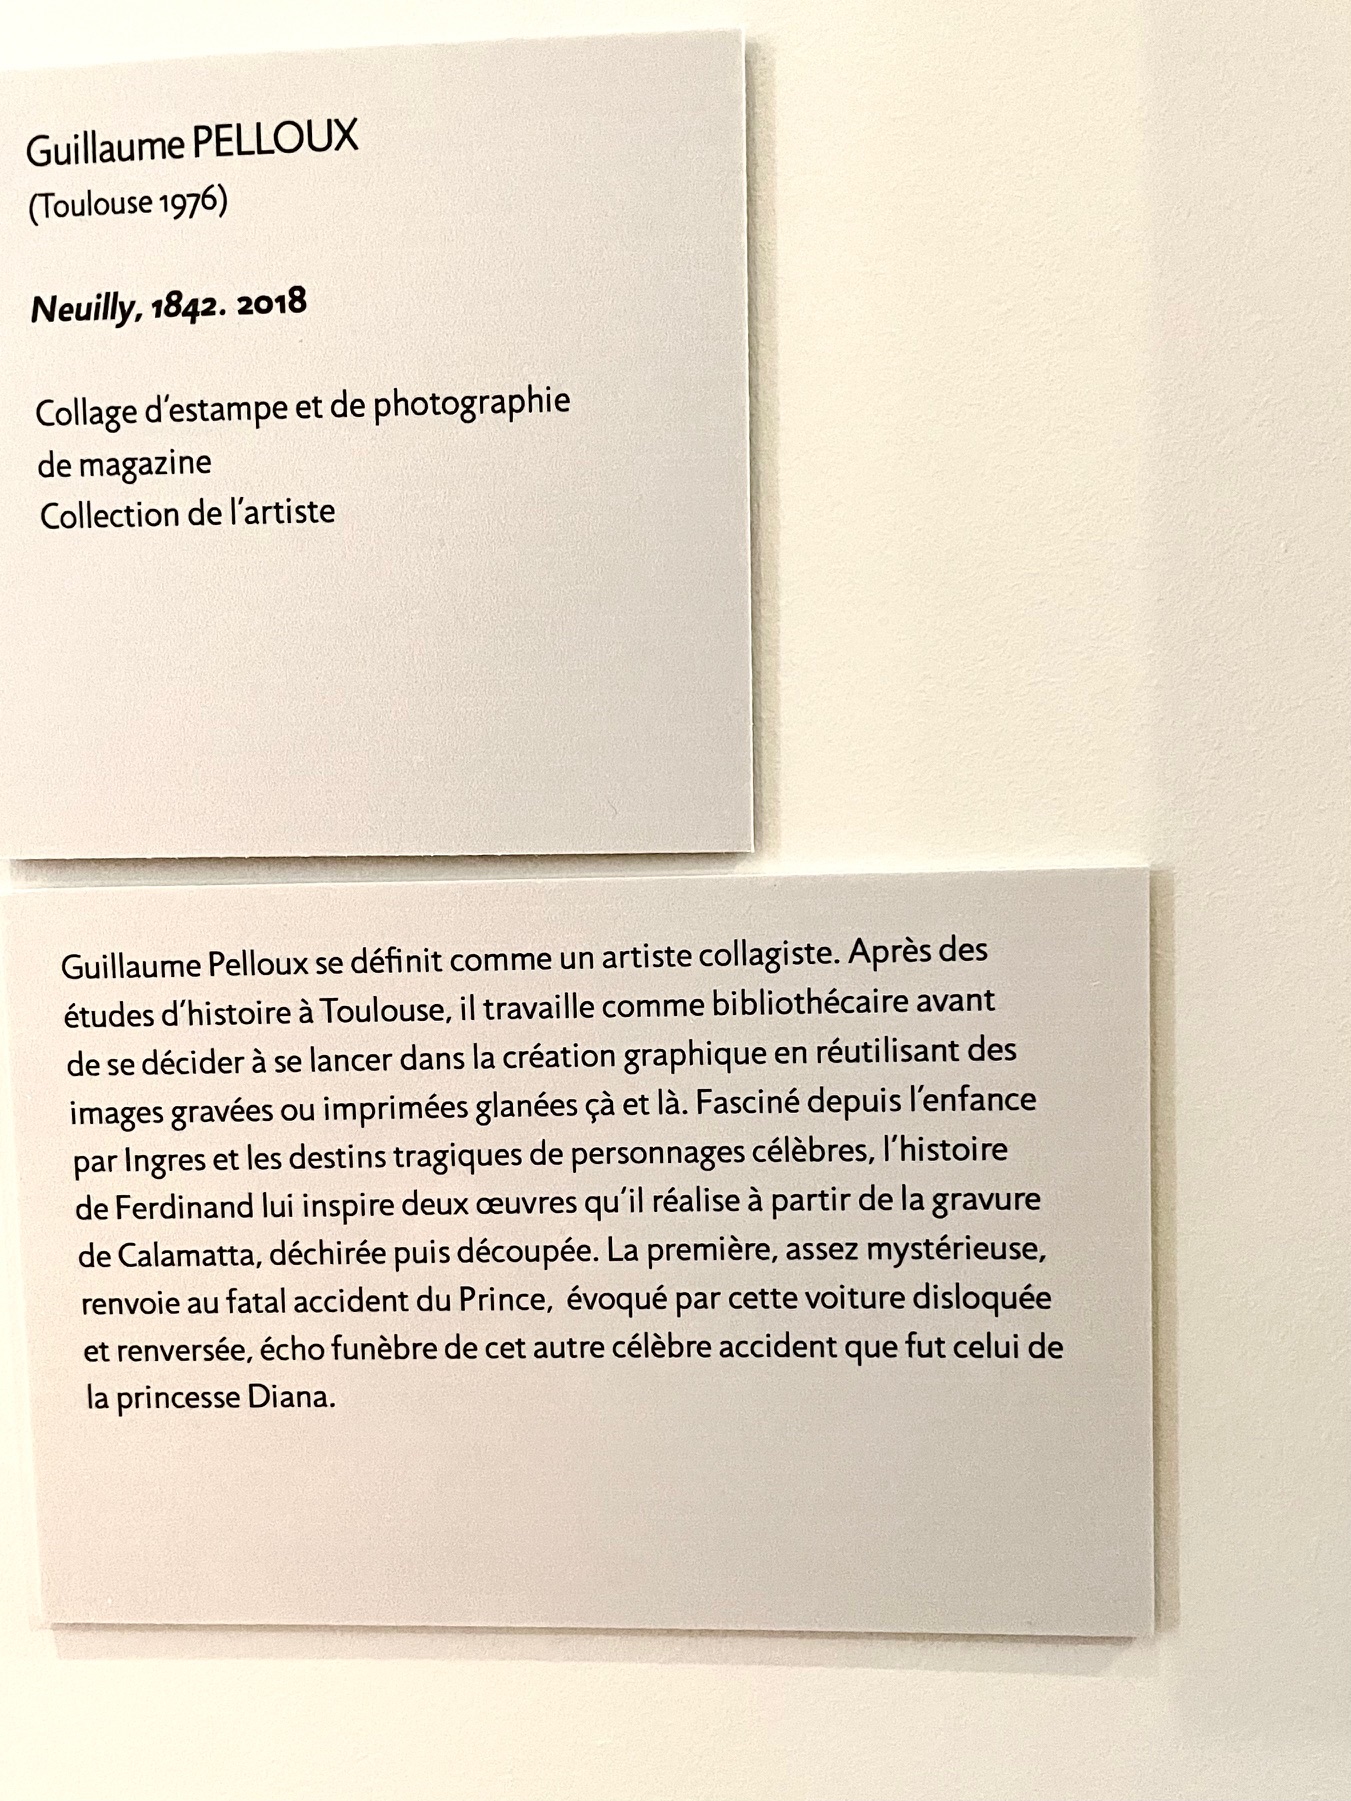 Guillaume PELLOUX
(Toulouse 1976)
Neuilly, 1842. 2018
Collage d'estampe et de photographie
de magazine
Collection de l'artiste
Guillaume Pelloux se définit comme un artiste collagiste. Après des
études d'histoire à Toulouse, il travaille comme bibliothécaire avant
de se décider à se lancer dans la création graphique en réutilisant des
images gravées ou imprimées glanées çà et là. Fasciné depuis l'enfance
par Ingres et les destins tragiques de personnages célèbres, l'histoire
de Ferdinand lui inspire deux œuvres qu'il réalise à partir de la gravure
de Calamatta, déchirée puis découpée. La première, assez mystérieuse,
renvoie au fatal accident du Prince,  évoqué par cette voiture disloquée
et renversée, écho funèbre de cet autre célèbre accident que fut celui de
la princesse Diana.